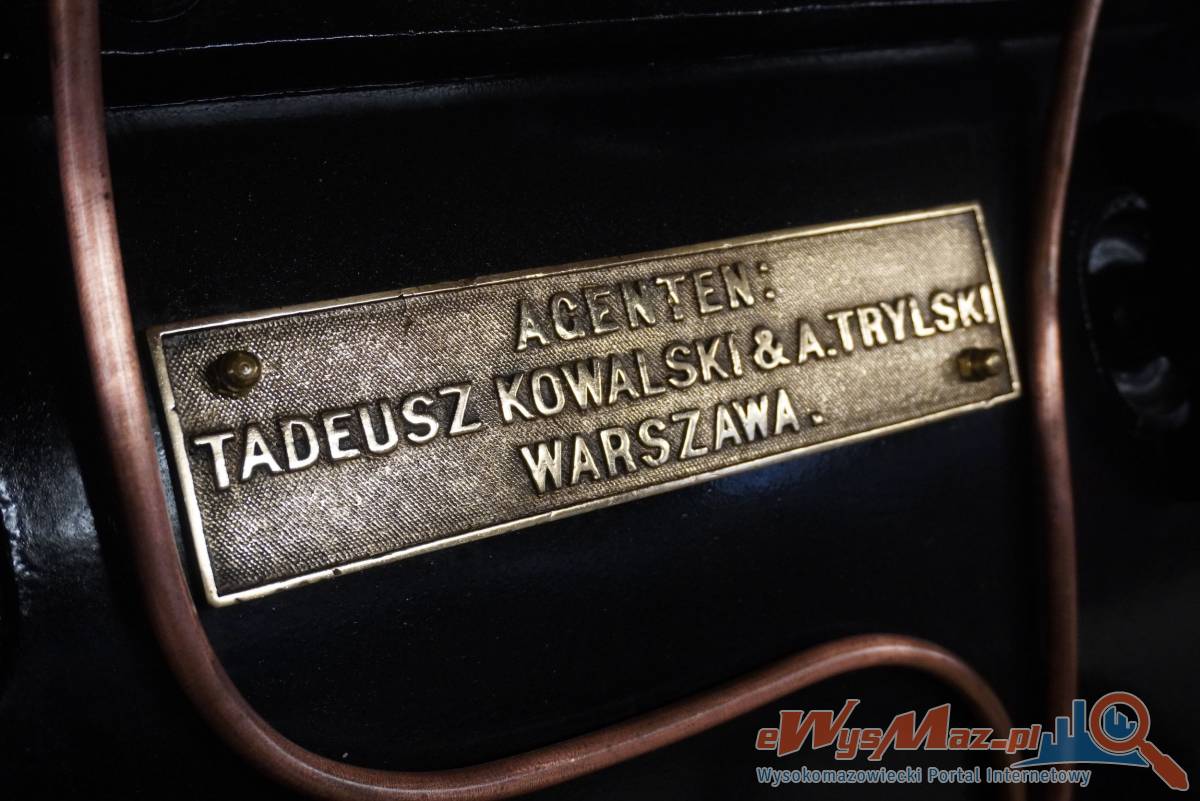 AGENTEN:
TADEUSZ KOWALSKI & A. TRYLSKI
WARSZAWA.
eWysMaz.pl
Wysokomazowiecki Portal Internetowy